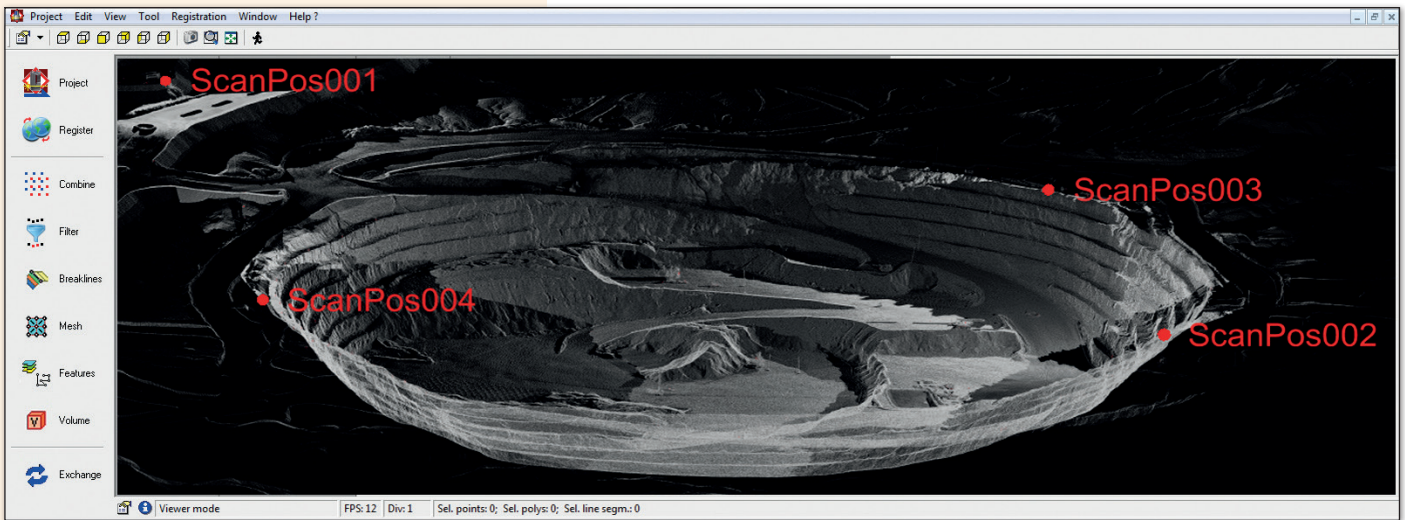 Project Edit View Tool Registration Window Help ?
ScanPos001
Project
Register
Combine
ScanPos003
Filter
Breaklines
ScanPos004
Mesh
ScanPos002
Features
V
Volume
Exchange
Viewer mode FPS: 12 Div: 1 Sel. points: 0; Sel. polys: 0; Sel. line segm.: 0